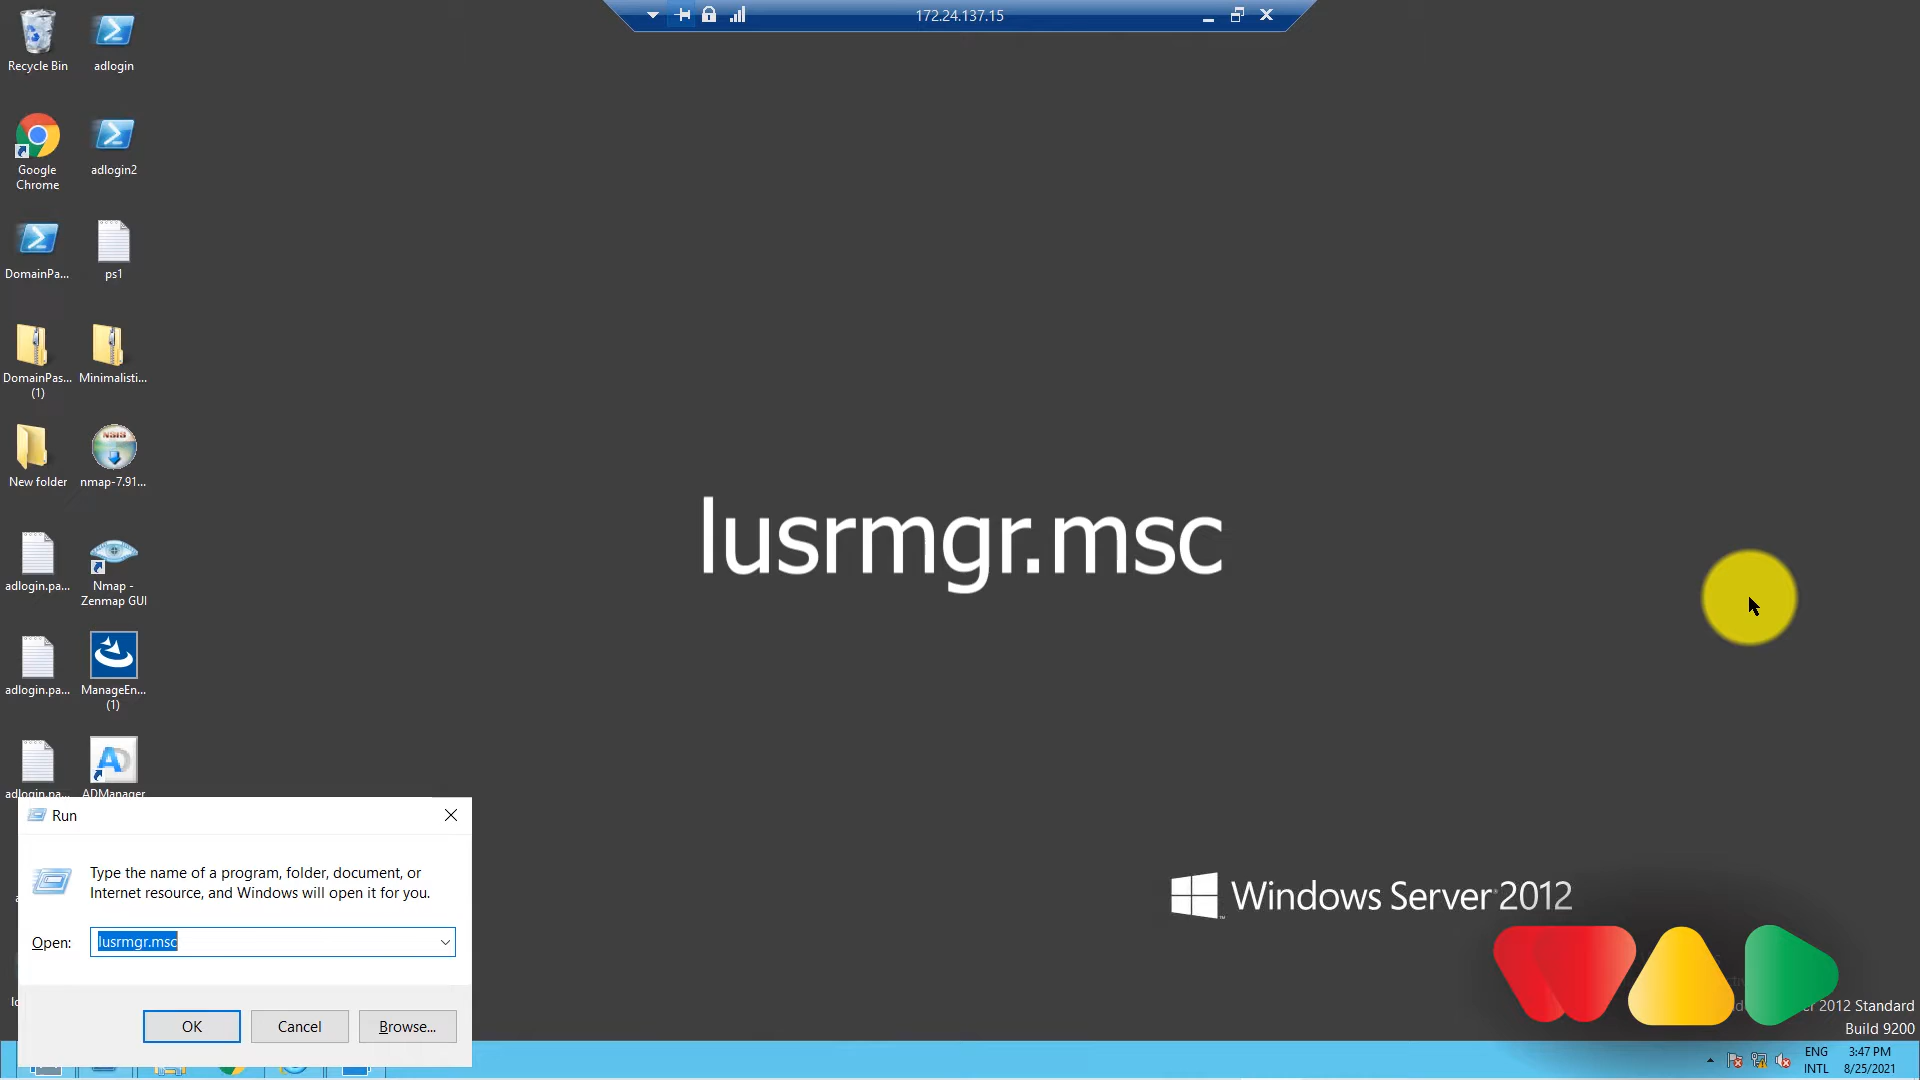 172.24.137.15
Recycle Bin
adlogin
Google
Chrome
adlogin2
DomainPa...
ps1
DomainPas...
(1)
Minimalisti...
New folder
nmap-7.91...
adlogin.pa...
Nmap -
Zenmap GUI
adlogin.pa...
ManageEn...
(1)
adlogin.pa...
ADManager
lusrmgr.msc
Run
Type the name of a program, folder, document, or
Internet resource, and Windows will open it for you.
Open:
lusrmgr.msc
OK
Cancel
Browse...
Windows Server 2012
2012 Standard
Build 9200
ENG
INTL
3:47 PM
8/25/2021